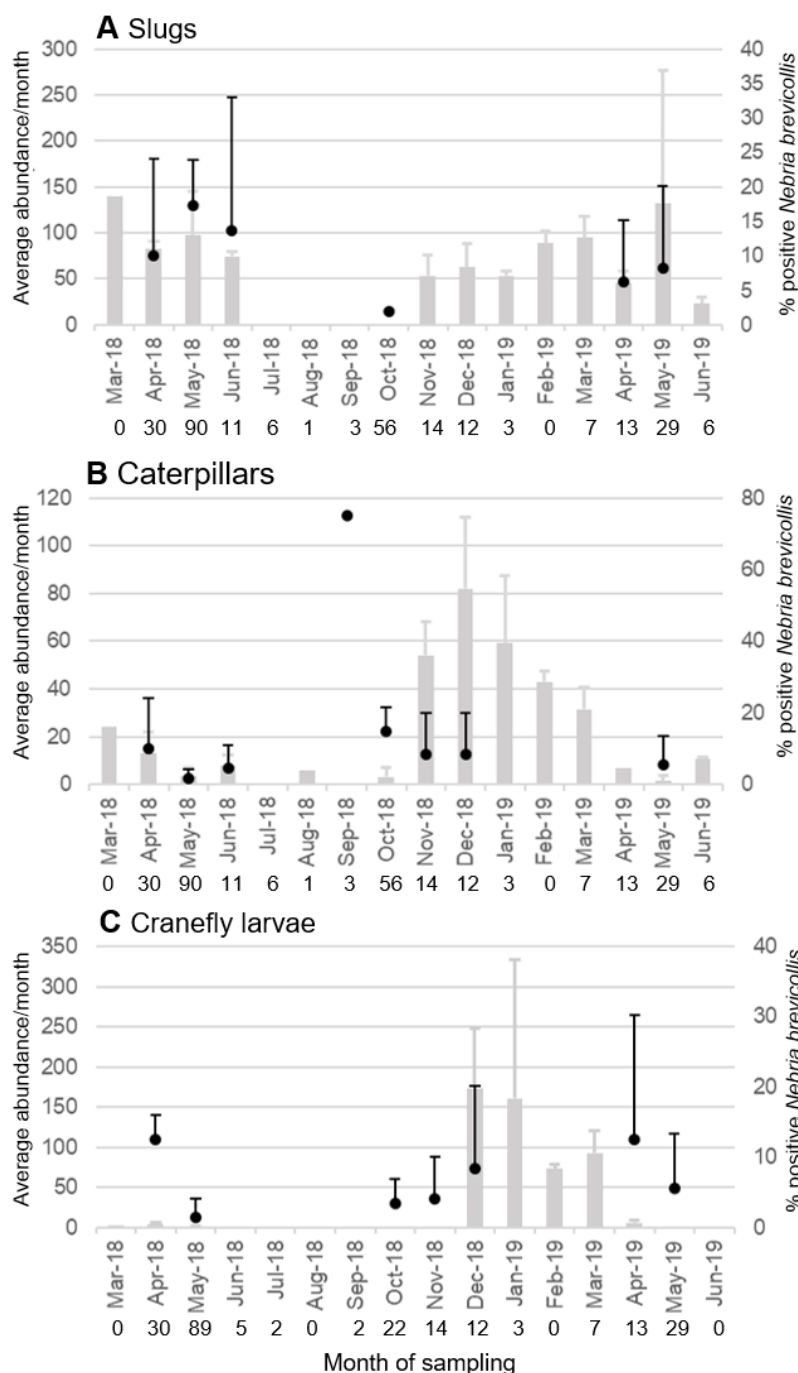 A Slugs
300
250
200
150
100
50
0
Average abundance/month
40
35
30
25
20
15
10
5
0
% positive Nebria brevicollis
Mar-18 Apr-18 May-18 Jun-18 Jul-18 Aug-18 Sep-18 Oct-18 Nov-18 Dec-18 Jan-19 Feb-19 Mar-19 Apr-19 May-19 Jun-19
0 30 90 11 6 1 3 56 14 12 3 0 7 13 29 6
B Caterpillars
120
100
80
60
40
20
0
Average abundance/month
80
60
40
20
0
% positive Nebria brevicollis
Mar-18 Apr-18 May-18 Jun-18 Jul-18 Aug-18 Sep-18 Oct-18 Nov-18 Dec-18 Jan-19 Feb-19 Mar-19 Apr-19 May-19 Jun-19
0 30 90 11 6 1 3 56 14 12 3 0 7 13 29 6
C Cranefly larvae
350
300
250
200
150
100
50
0
Average abundance/month
40
30
20
10
0
% positive Nebria brevicollis
Mar-18 Apr-18 May-18 Jun-18 Jul-18 Aug-18 Sep-18 Oct-18 Nov-18 Dec-18 Jan-19 Feb-19 Mar-19 Apr-19 May-19 Jun-19
0 30 89 5 2 0 2 22 14 12 3 0 7 13 29 0
Month of sampling